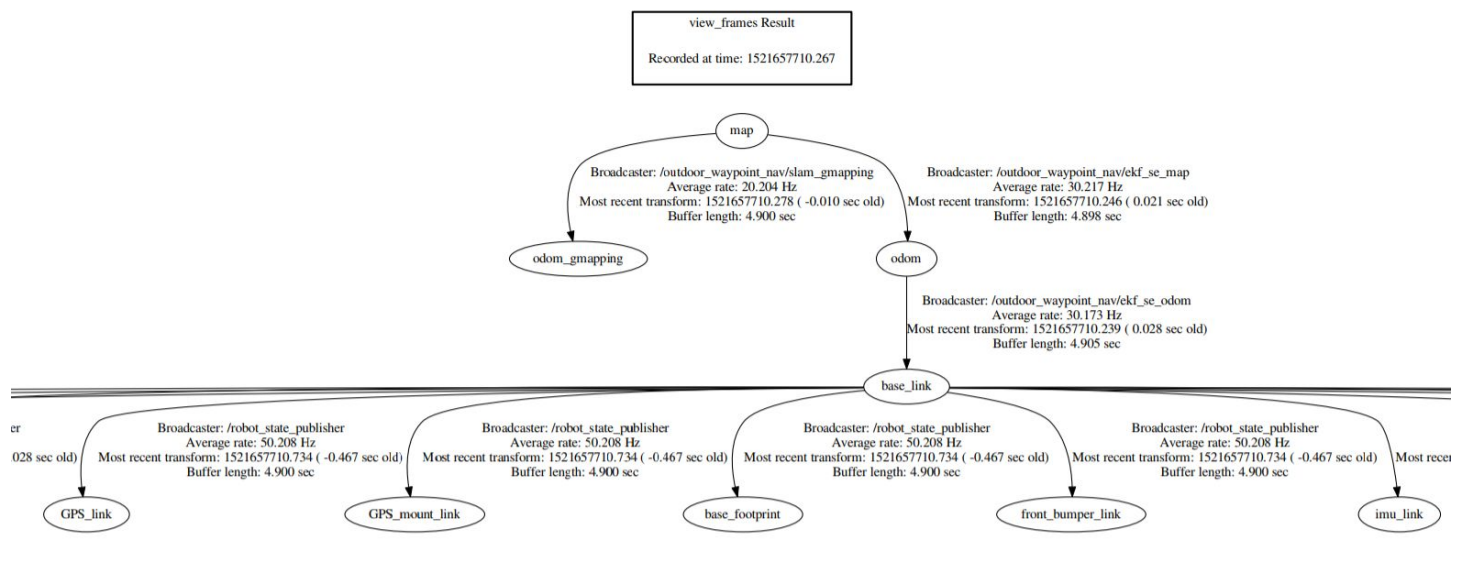 view_frames Result
Recorded at time: 1521657710.267
map
Broadcaster: /outdoor_waypoint_nav/slam_gmapping
Average rate: 20.204 Hz
Most recent transform: 1521657710.278 ( -0.010 sec old)
Buffer length: 4.900 sec
Broadcaster: /outdoor_waypoint_nav/ekf_se_map
Average rate: 30.217 Hz
Most recent transform: 1521657710.246 ( 0.021 sec old)
Buffer length: 4.898 sec
odom_gmapping
odom
Broadcaster: /outdoor_waypoint_nav/ekf_se_odom
Average rate: 30.173 Hz
Most recent transform: 1521657710.239 ( 0.028 sec old)
Buffer length: 4.905 sec
base_link
er
028 sec old)
Broadcaster: /robot_state_publisher
Average rate: 50.208 Hz
Most recent transform: 1521657710.734 ( -0.467 sec old)
Buffer length: 4.900 sec
Broadcaster: /robot_state_publisher
Average rate: 50.208 Hz
Most recent transform: 1521657710.734 ( -0.467 sec old)
Buffer length: 4.900 sec
Broadcaster: /robot_state_publisher
Average rate: 50.208 Hz
Most recent transform: 1521657710.734 ( -0.467 sec old)
Buffer length: 4.900 sec
Broadcaster: /robot_state_publisher
Average rate: 50.208 Hz
Most recent transform: 1521657710.734 ( -0.467 sec old)
Buffer length: 4.900 sec
Most recen
GPS_link
GPS_mount_link
base_footprint
front_bumper_link
imu_link